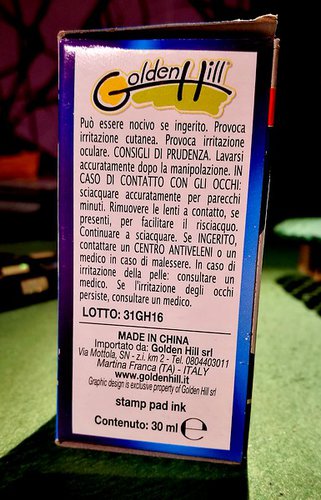 Golden Hill
Può essere nocivo se ingerito. Provoca
irritazione cutanea. Provoca irritazione
oculare. CONSIGLI DI PRUDENZA. Lavarsi
accuratamente dopo la manipolazione. IN
CASO DI CONTATTO CON GLI OCCHI:
sciacquare accuratamente per parecchi
minuti. Rimuovere le lenti a contatto, se
presenti, per facilitare il risciacquo.
Continuare a sciacquare. Se INGERITO,
contattare un CENTRO ANTIVELENI o un
medico in caso di malessere. In caso di
irritazione della pelle: consultare un
medico. Se l'irritazione degli occhi
persiste, consultare un medico.
LOTTO: 31GH16
MADE IN CHINA
Importato da: Golden Hill srl
Via Mottola, SN - z.i. km 2 - Tel. 0804403011
Martina Franca (TA) - ITALY
www.goldenhill.it
Graphic design is exclusive property of Golden Hill srl
stamp pad ink
Contenuto: 30 ml ℮